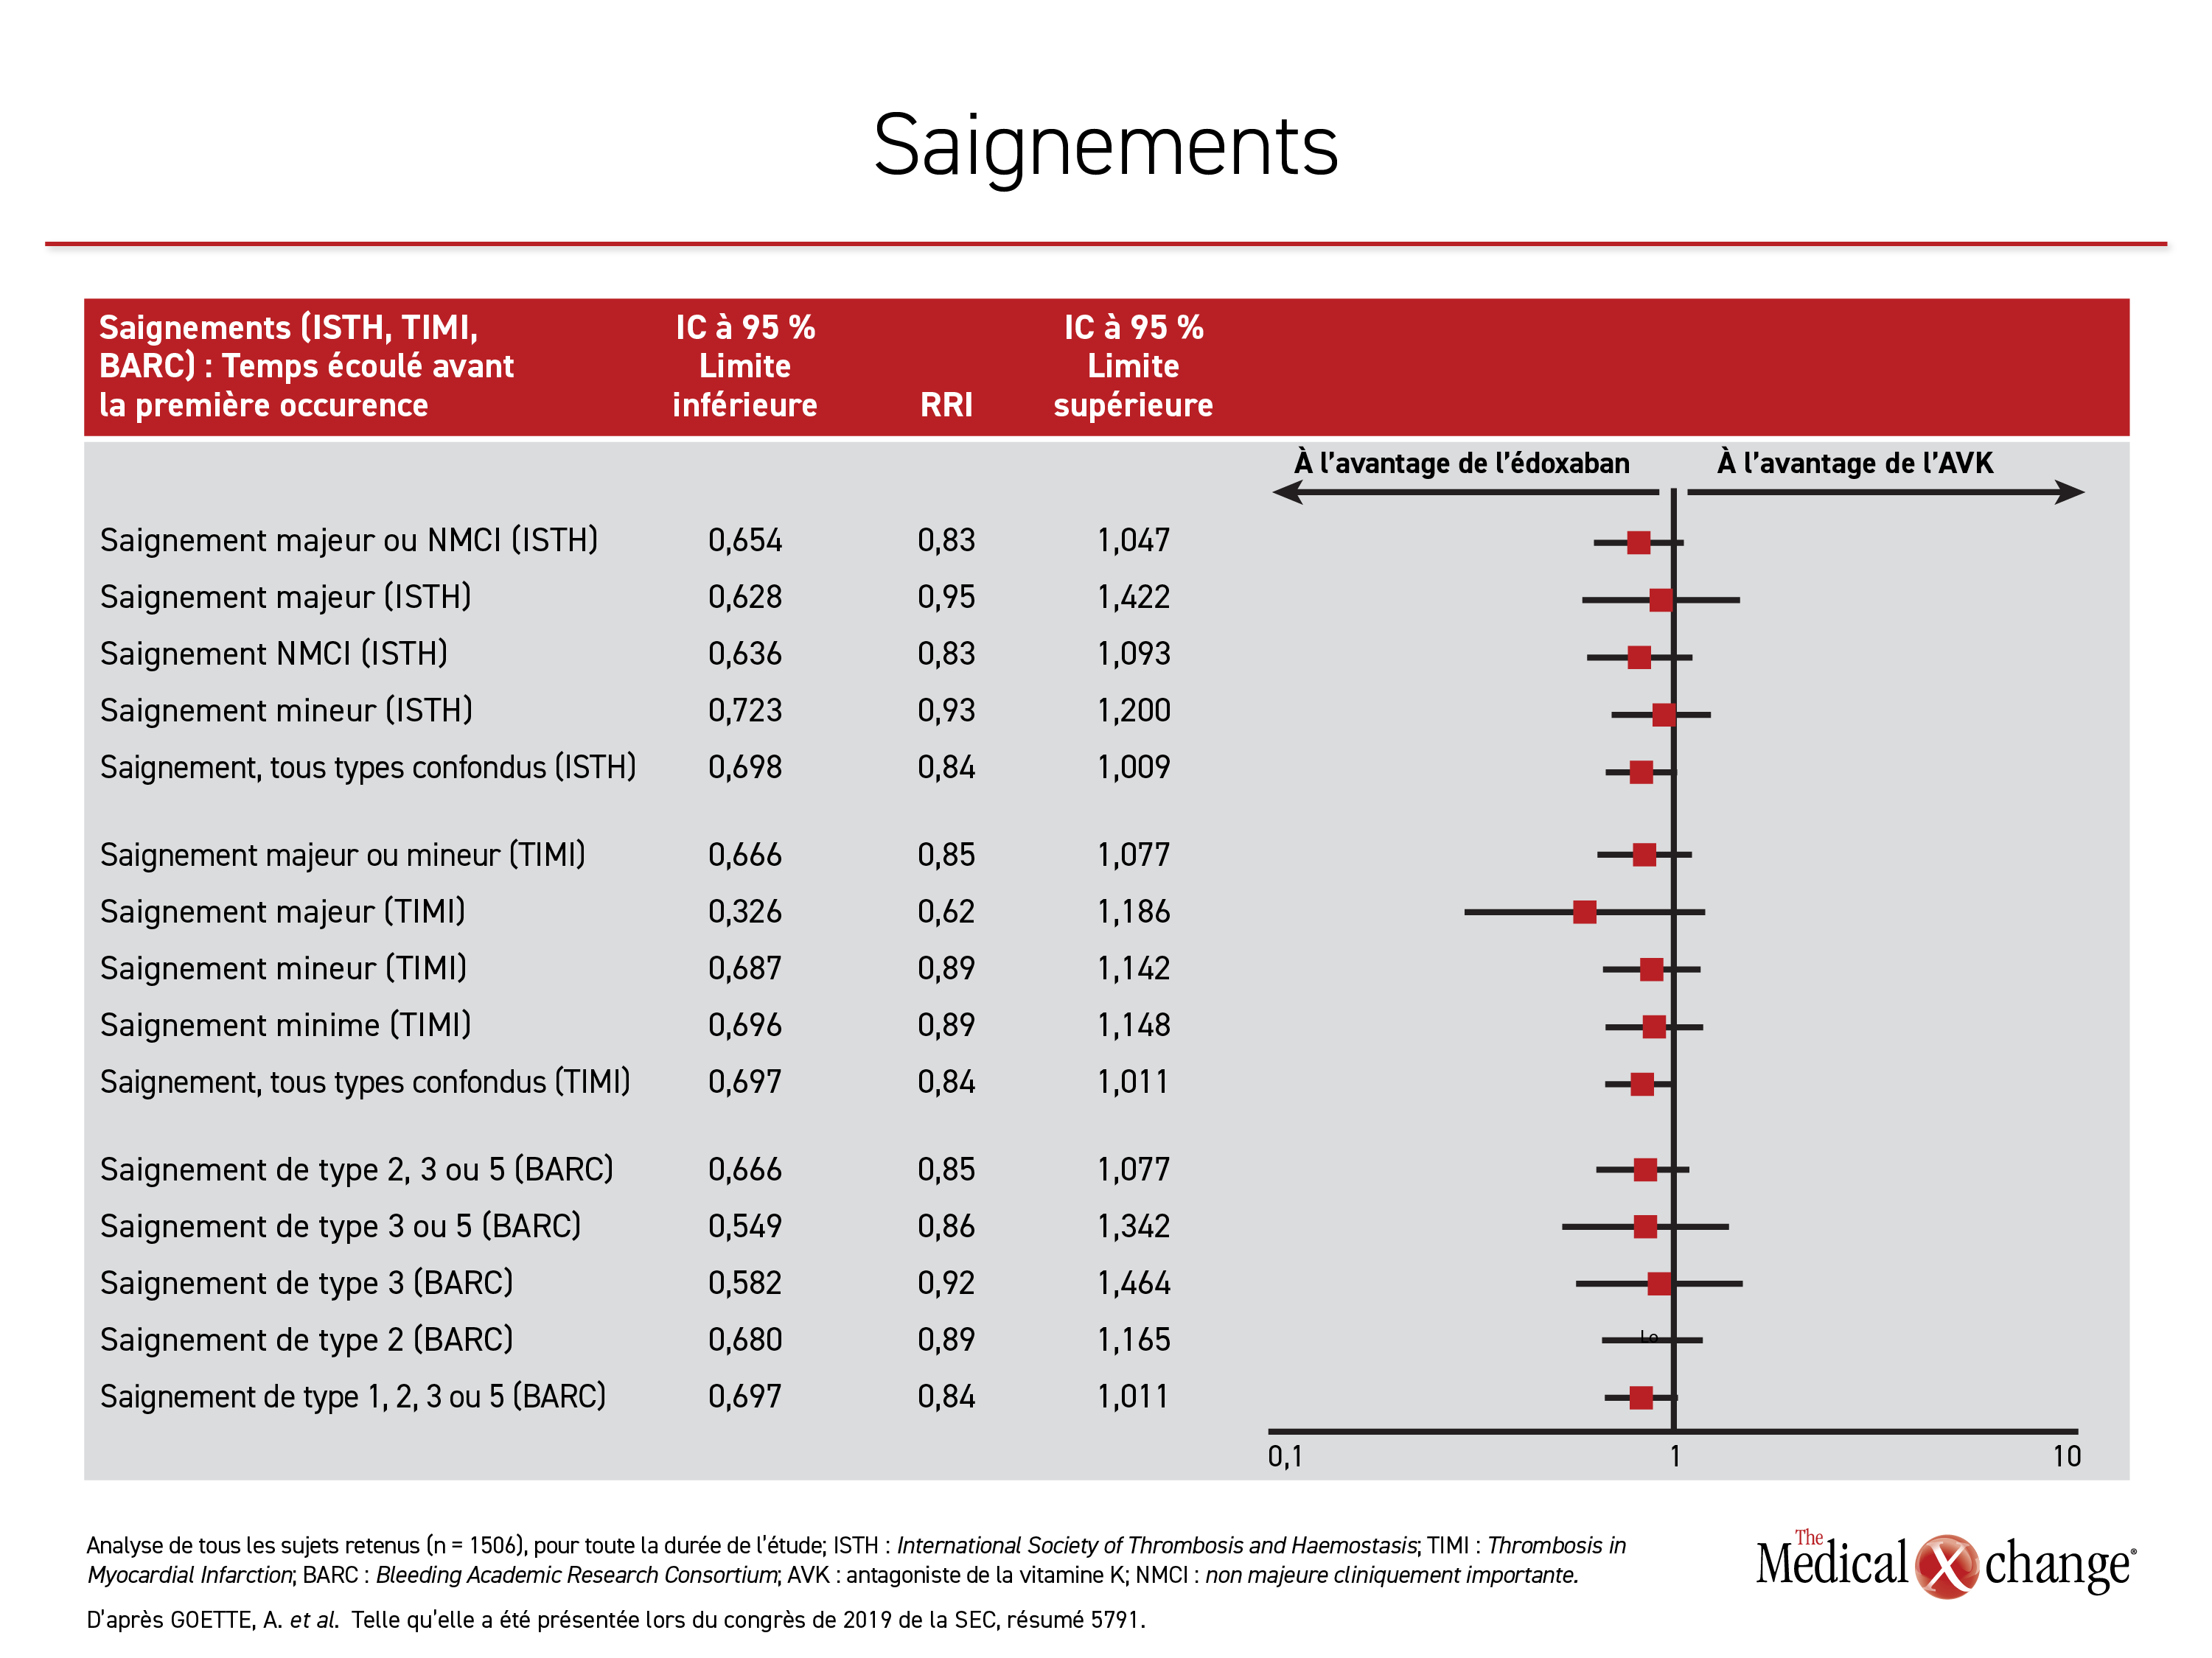 Saignements
Saignements (ISTH, TIMI,
BARC) : Temps écoulé avant
la première occurence
IC à 95 %
Limite
inférieure
RRI
IC à 95 %
Limite
supérieure
À l’avantage de l’édoxaban
À l’avantage de l’AVK
Saignement majeur ou NMCI (ISTH) 0,654 0,83 1,047
Saignement majeur (ISTH) 0,628 0,95 1,422
Saignement NMCI (ISTH) 0,636 0,83 1,093
Saignement mineur (ISTH) 0,723 0,93 1,200
Saignement, tous types confondus (ISTH) 0,698 0,84 1,009
Saignement majeur ou mineur (TIMI) 0,666 0,85 1,077
Saignement majeur (TIMI) 0,326 0,62 1,186
Saignement mineur (TIMI) 0,687 0,89 1,142
Saignement minime (TIMI) 0,696 0,89 1,148
Saignement, tous types confondus (TIMI) 0,697 0,84 1,011
Saignement de type 2, 3 ou 5 (BARC) 0,666 0,85 1,077
Saignement de type 3 ou 5 (BARC) 0,549 0,86 1,342
Saignement de type 3 (BARC) 0,582 0,92 1,464
Saignement de type 2 (BARC) 0,680 0,89 1,165 Lo
Saignement de type 1, 2, 3 ou 5 (BARC) 0,697 0,84 1,011
0,1 1 10
Analyse de tous les sujets retenus (n = 1506), pour toute la durée de l’étude; ISTH : International Society of Thrombosis and Haemostasis; TIMI : Thrombosis in
Myocardial Infarction; BARC : Bleeding Academic Research Consortium; AVK : antagoniste de la vitamine K; NMCI : non majeure cliniquement importante.
D’après GOETTE, A. et al. Telle qu’elle a été présentée lors du congrès de 2019 de la SEC, résumé 5791.
The
Medical X change®